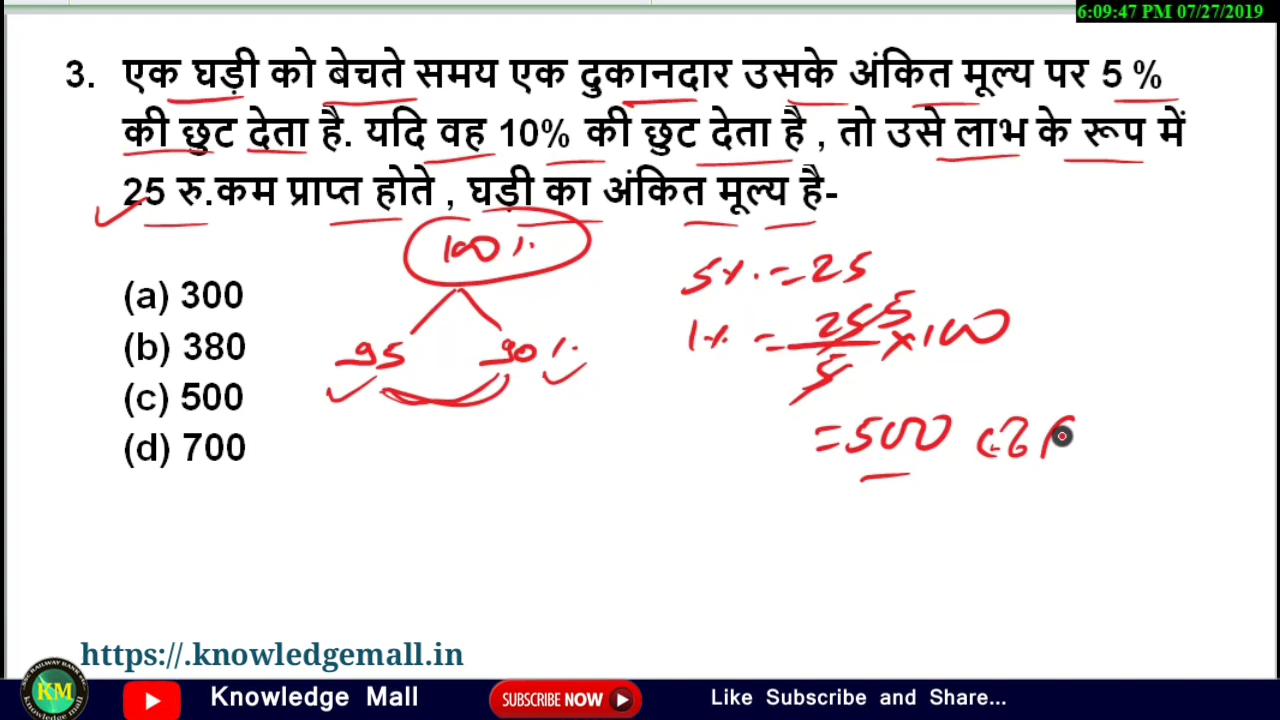 6:09:47 PM 07/27/2019
3. एक घड़ी को बेचते समय एक दुकानदार उसके अंकित मूल्य पर 5 %
की छुट देता है. यदि वह 10% की छुट देता है , तो उसे लाभ के रूप में
25 रु.कम प्राप्त होते , घड़ी का अंकित मूल्य है-
100 %
95 90 %
(a) 300
(b) 380
(c) 500
(d) 700
5% = 25
1% = 25/5 5 × 100
= 500
https://.knowledgemall.in
KM
Knowledge Mall
SUBSCRIBE NOW
Like Subscribe and Share...